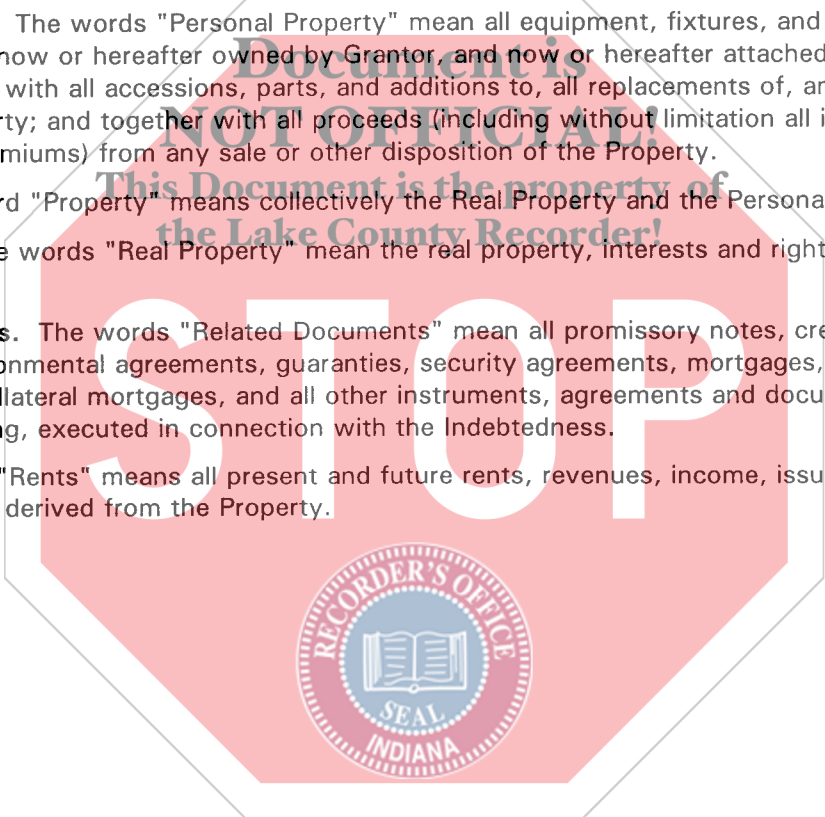 The words "Personal Property" mean all equipment, fixtures, and
now or hereafter owned by Grantor, and now or hereafter attached
with all accessions, parts, and additions to, all replacements of, an
rty; and together with all proceeds (including without limitation all i
miums) from any sale or other disposition of the Property.
rd "Property" means collectively the Real Property and the Persona
e words "Real Property" mean the real property, interests and right
s. The words "Related Documents" mean all promissory notes, cre
onmental agreements, guaranties, security agreements, mortgages,
llateral mortgages, and all other instruments, agreements and docu
ng, executed in connection with the Indebtedness.
"Rents" means all present and future rents, revenues, income, issu
derived from the Property.
Document is
NOT OFFICIAL!
This Document is the property of
the Lake County Recorder!
STOP
RECORDER'S OFFICE
SEAL
INDIANA